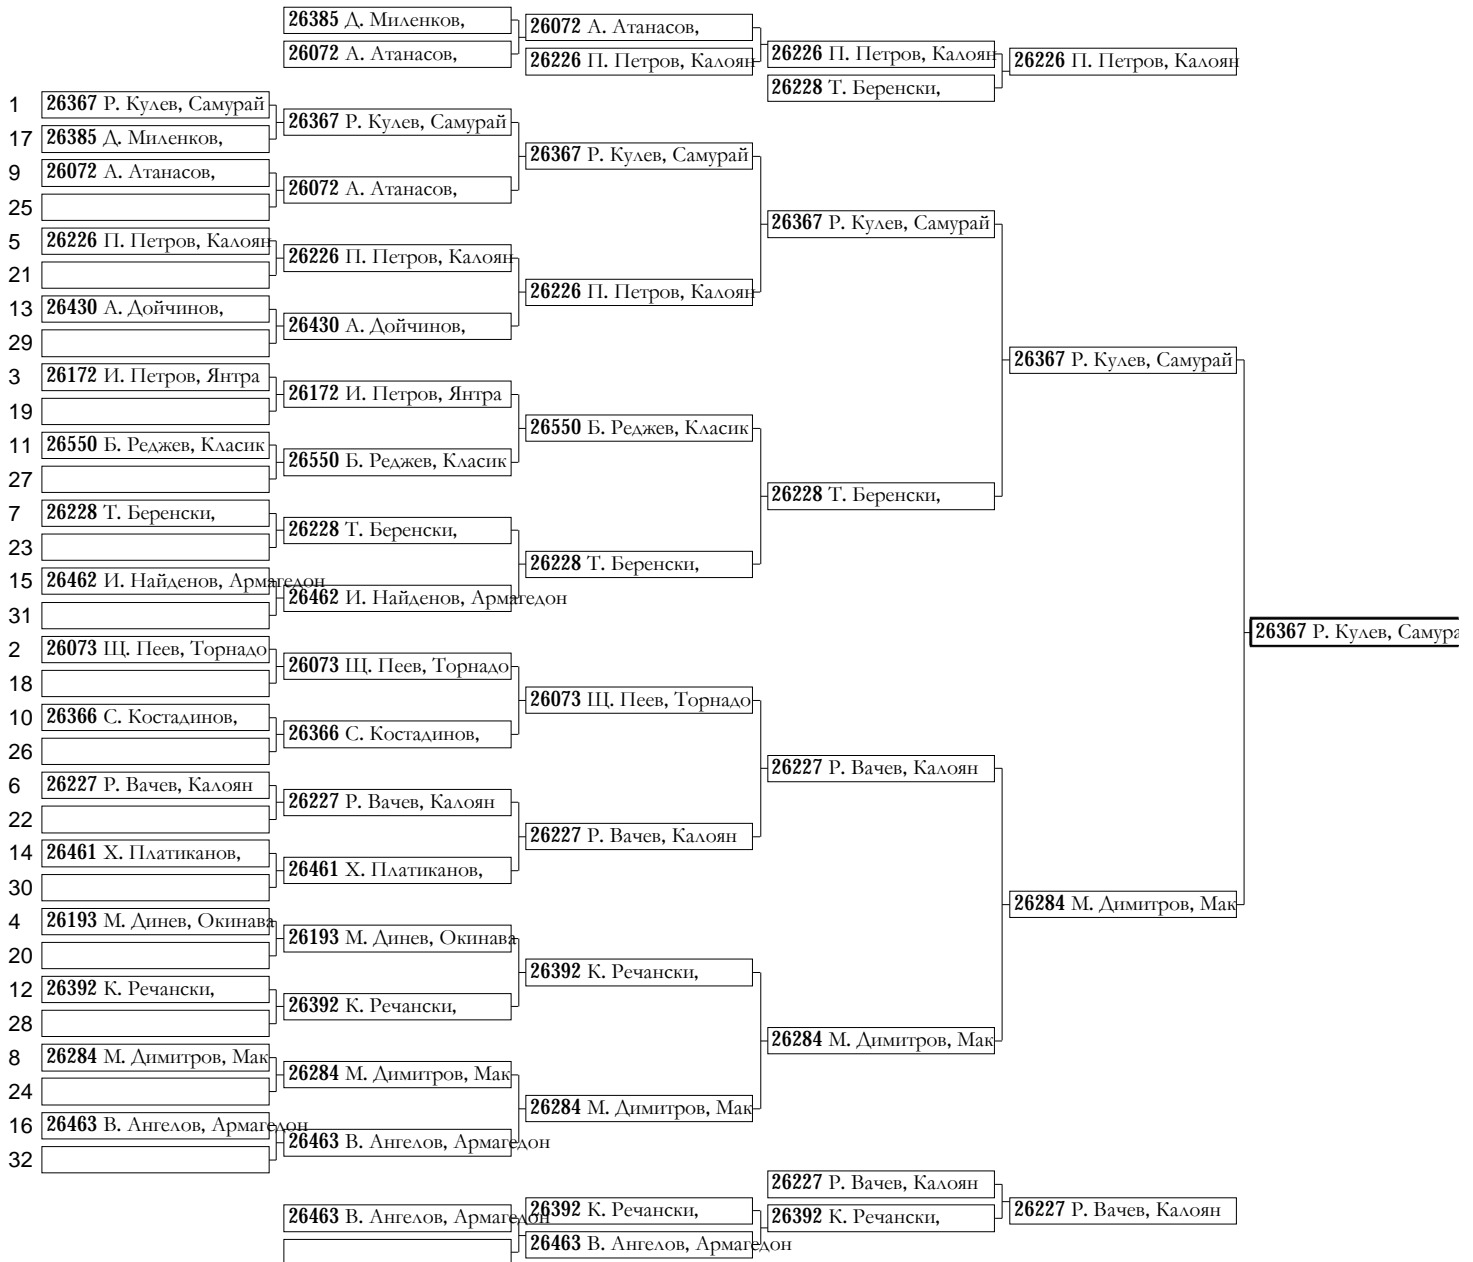 26385 Д. Миленков,
26072 А. Атанасов,
26072 А. Атанасов,
26226 П. Петров, Калоян
26226 П. Петров, Калоян
26228 Т. Беренски,
26226 П. Петров, Калоян
1 26367 Р. Кулев, Самурай
17 26385 Д. Миленков,
9 26072 А. Атанасов,
25
5 26226 П. Петров, Калоян
21
13 26430 А. Дойчинов,
29
3 26172 И. Петров, Янтра
19
11 26550 Б. Реджев, Класик
27
7 26228 Т. Беренски,
23
15 26462 И. Найденов, Армагедон
31
2 26073 Щ. Пеев, Торнадо
18
10 26366 С. Костадинов,
26
6 26227 Р. Вачев, Калоян
22
14 26461 Х. Платиканов,
30
4 26193 М. Динев, Окинава
20
12 26392 К. Речански,
28
8 26284 М. Димитров, Мак
24
16 26463 В. Ангелов, Армагедон
32
26367 Р. Кулев, Самурай
26072 А. Атанасов,
26226 П. Петров, Калоян
26430 А. Дойчинов,
26172 И. Петров, Янтра
26550 Б. Реджев, Класик
26228 Т. Беренски,
26462 И. Найденов, Армагедон
26073 Щ. Пеев, Торнадо
26366 С. Костадинов,
26227 Р. Вачев, Калоян
26461 Х. Платиканов,
26193 М. Динев, Окинава
26392 К. Речански,
26284 М. Димитров, Мак
26463 В. Ангелов, Армагедон
26367 Р. Кулев, Самурай
26226 П. Петров, Калоян
26550 Б. Реджев, Класик
26228 Т. Беренски,
26073 Щ. Пеев, Торнадо
26227 Р. Вачев, Калоян
26392 К. Речански,
26284 М. Димитров, Мак
26367 Р. Кулев, Самурай
26228 Т. Беренски,
26227 Р. Вачев, Калоян
26284 М. Димитров, Мак
26367 Р. Кулев, Самурай
26284 М. Димитров, Мак
26367 Р. Кулев, Самура
26463 В. Ангелов, Армагедон
26392 К. Речански,
26463 В. Ангелов, Армагедон
26227 Р. Вачев, Калоян
26392 К. Речански,
26227 Р. Вачев, Калоян